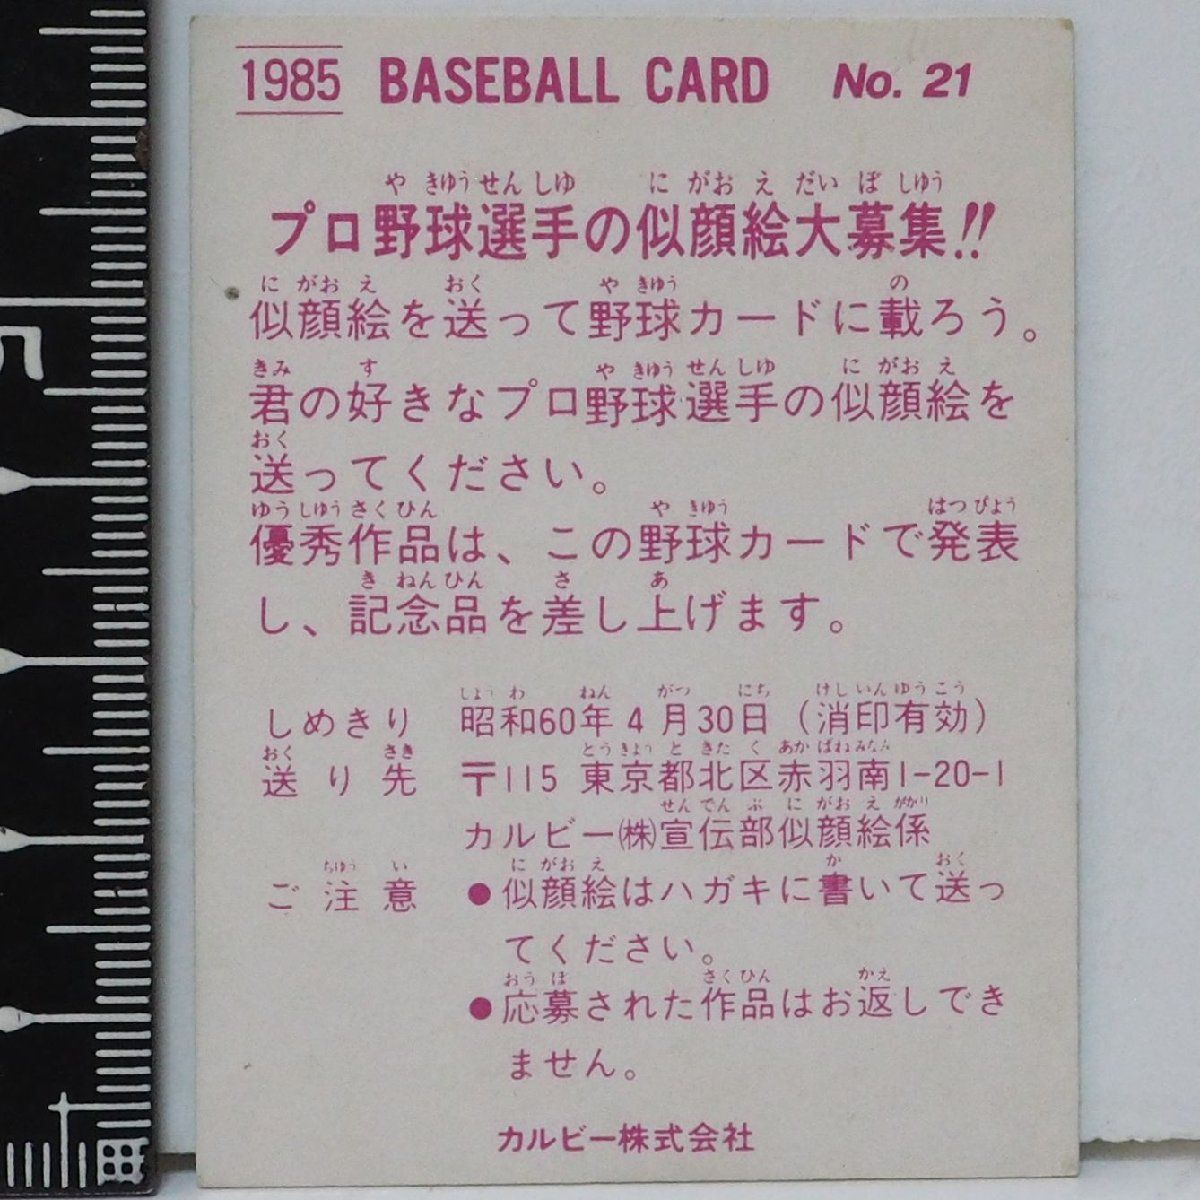 1985 BASEBALL CARD No. 21
や きゆう せん しゆ に がお え だい ぼ しゆう
プロ野球選手の似顔絵大募集!!
に がお え おく や きゆう の
似顔絵を送って野球カードに載ろう。
きみ す や きゆう せん しゆ に がお え
君の好きなプロ野球選手の似顔絵を
おく
送ってください。
ゆう しゆう さく ひん や きゆう はつ ぴよう
優秀作品は、この野球カードで発表
き ねん ひん さ あ
し、記念品を差し上げます。
しよう わ ねん がつ にち けし いん ゆう こう
しめきり 昭和60年4月30日（消印有効）
おく さき とう きよう と きた く あか ばね みなみ
送り先 〒115 東京都北区赤羽南1-20-1
せん でん ぶ に がお え がかり
カルビー㈱宣伝部似顔絵係
ちゆう い に がお え か おく
ご注意 ●似顔絵はハガキに書いて送っ
てください。
おう ぼ さく ひん かえ
●応募された作品はお返しでき
ません。
カルビー株式会社